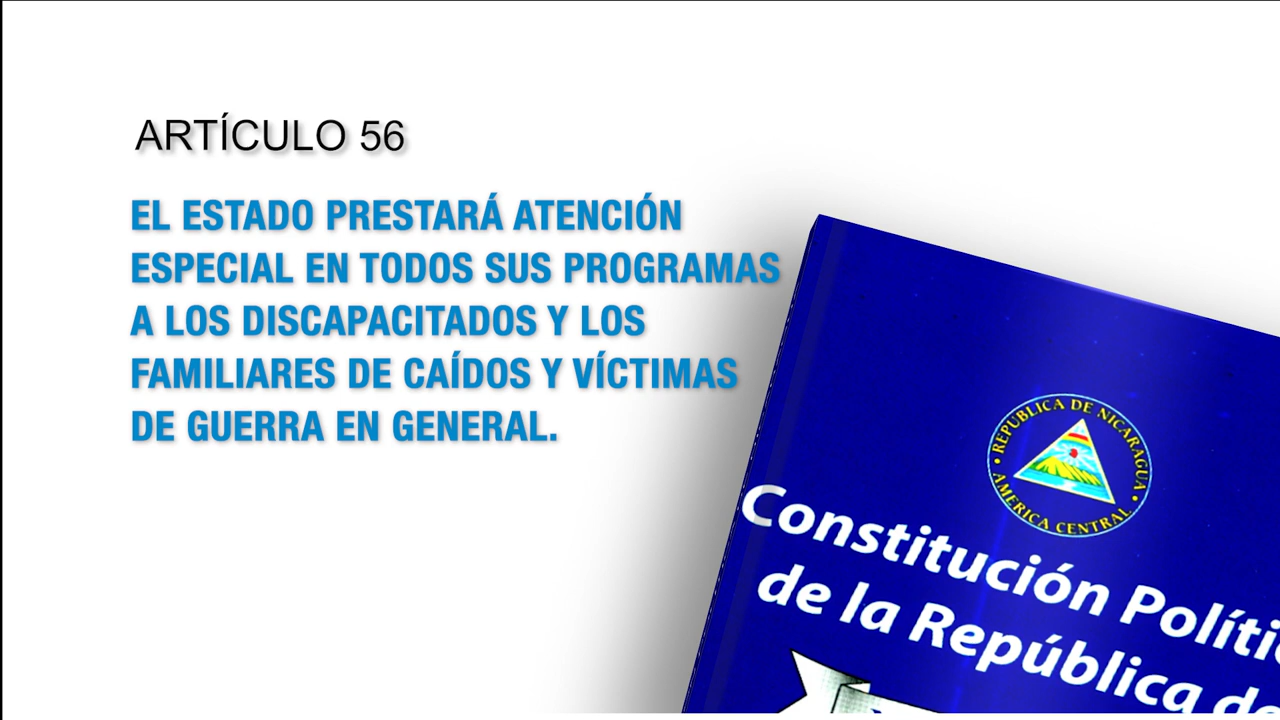 ARTÍCULO 56
EL ESTADO PRESTARÁ ATENCIÓN
ESPECIAL EN TODOS SUS PROGRAMAS
A LOS DISCAPACITADOS Y LOS
FAMILIARES DE CAÍDOS Y VÍCTIMAS
DE GUERRA EN GENERAL.
REPÚBLICA DE NICARAGUA
AMERICA CENTRAL
Constitución Políti
de la República de